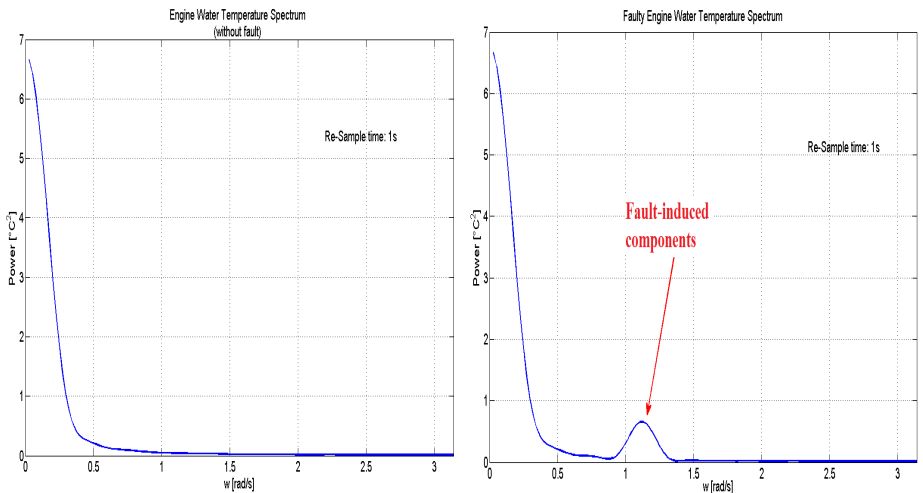 Engine Water Temperature Spectrum
(without fault)
7
6
5
4
3
2
1
0
Power [°C²]
Re-Sample time: 1s
0
0.5
1
1.5
2
2.5
3
w [rad/s]
Faulty Engine Water Temperature Spectrum
7
6
5
4
3
2
1
0
Power [°C²]
Re-Sample time: 1s
Fault-induced
components
0
0.5
1
1.5
2
2.5
3
w [rad/s]